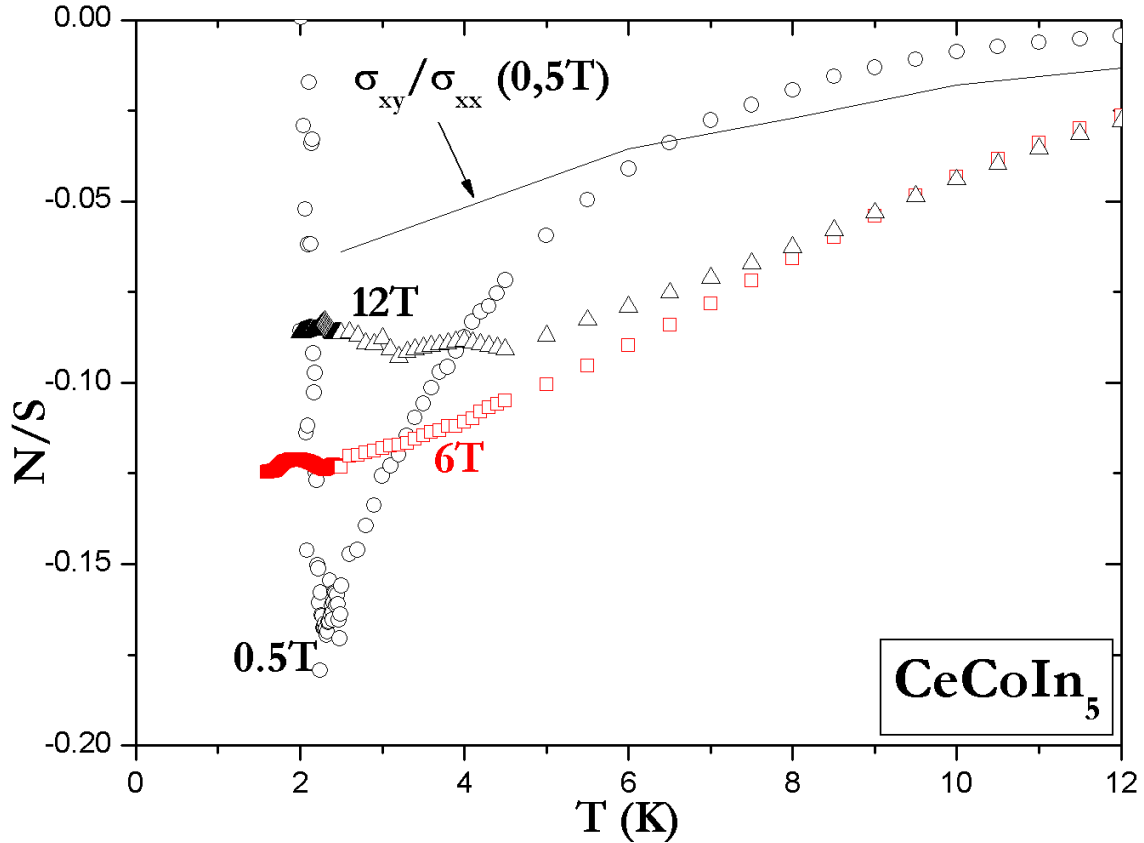 0.00
-0.05
-0.10
-0.15
-0.20
N/S
σxy/σxx (0,5T)
12T
6T
0.5T
CeCoIn5
0 2 4 6 8 10 12
T (K)